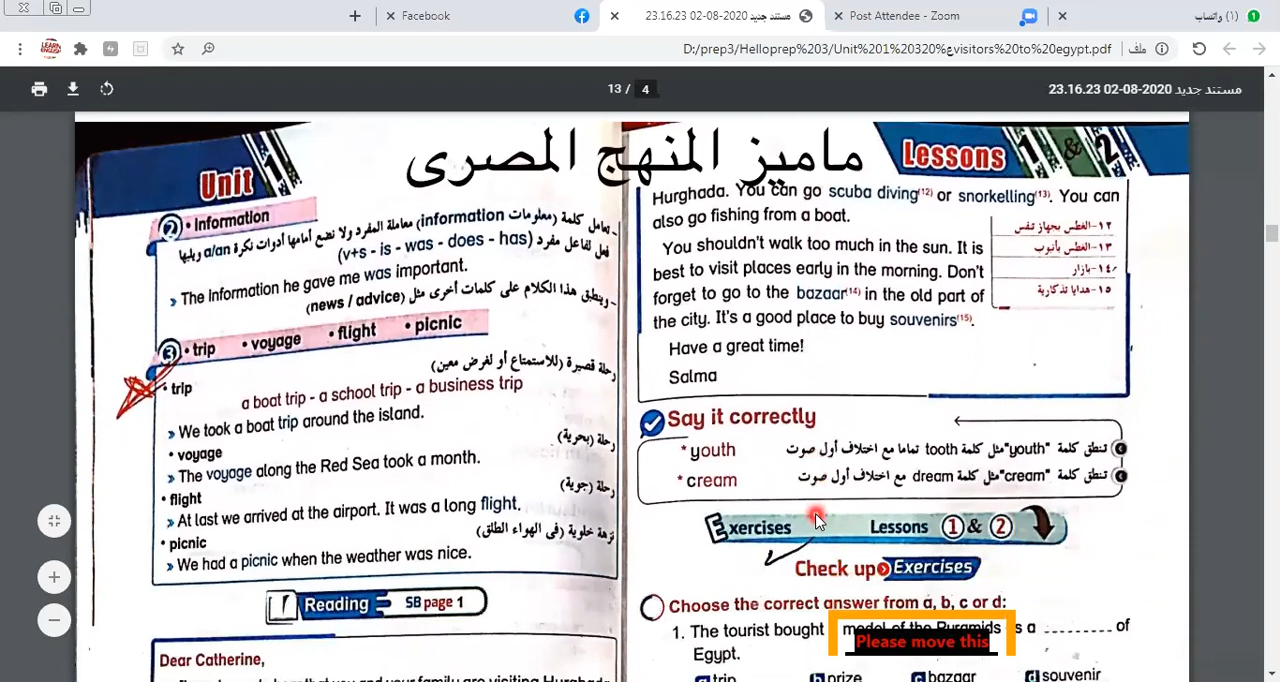 Facebook
مستند جديد 2020-08-02 23.16.23
Post Attendee - Zoom
(١) واتساب
D:/prep3/Helloprep%203/Unit%201%20320%20عvisitors%20to%20egypt.pdf
ملف
13 / 4
مستند جديد 2020-08-02 23.16.23
ماميز المنهج المصرى
Unit 1
② • Information
- تعامل كلمة (معلومات information) معاملة المفرد ولا نضع أمامها أدوات نكرة a/an ويليها
فعل لفاعل مفرد (v+s - is - was - does - has)
» The information he gave me was important.
- وينطبق هذا الكلام على كلمات أخرى مثل (news / advice)
③ • trip • voyage • flight • picnic
• trip
رحلة قصيرة (للاستمتاع أو لغرض معين)
a boat trip - a school trip - a business trip
» We took a boat trip around the island.
• voyage
رحلة (بحرية)
» The voyage along the Red Sea took a month.
• flight
رحلة (جوية)
» At last we arrived at the airport. It was a long flight.
• picnic
نزهة خلوية (فى الهواء الطلق)
» We had a picnic when the weather was nice.
Reading SB page 1
Dear Catherine,
Lessons 1 & 2
Hurghada. You can go scuba diving(12) or snorkelling(13). You can
also go fishing from a boat.
You shouldn't walk too much in the sun. It is
best to visit places early in the morning. Don't
forget to go to the bazaar(14) in the old part of
the city. It's a good place to buy souvenirs(15).
Have a great time!
Salma
١٢-الغطس بجهاز تنفس
١٣-الغطس بأنبوب
١٤-بازار
١٥-هدايا تذكارية
Say it correctly
* youth
تنطق كلمة "youth" مثل كلمة tooth تماما مع اختلاف أول صوت
* cream
تنطق كلمة "cream" مثل كلمة dream مع اختلاف أول صوت
Exercises Lessons ① & ②
Check up Exercises
Choose the correct answer from a, b, c or d:
1. The tourist bought model of the Pyramids is a ........ of
Please move this
Egypt.
a trip b prize c bazaar d souvenir